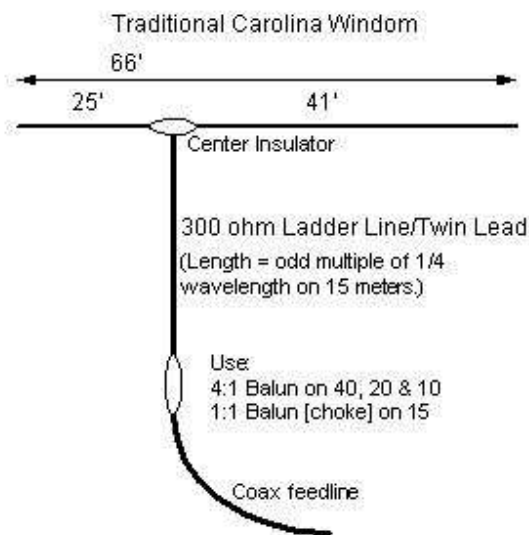 Traditional Carolina Windom
66'
25' 41'
Center Insulator
300 ohm Ladder Line/Twin Lead
(Length = odd multiple of 1/4
wavelength on 15 meters.)
Use:
4:1 Balun on 40, 20 & 10
1:1 Balun [choke] on 15
Coax feedline